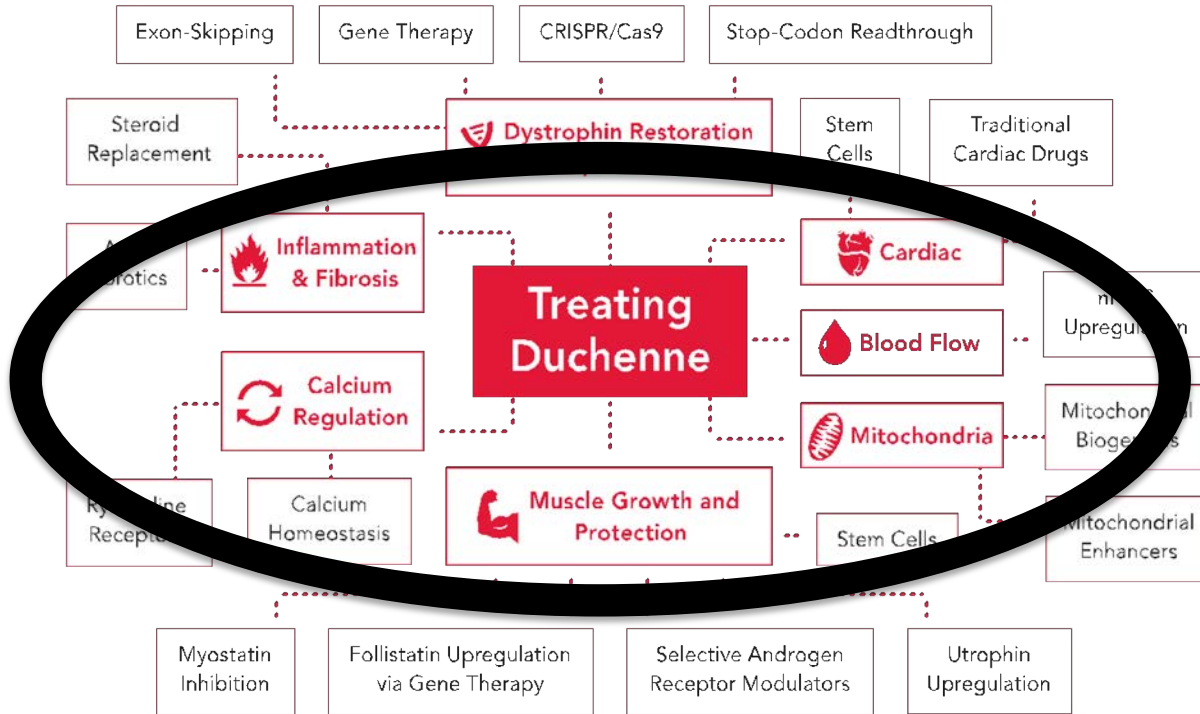 Exon-Skipping
Gene Therapy
CRISPR/Cas9
Stop-Codon Readthrough
Dystrophin Restoration
Steroid
Replacement
Stem
Cells
Traditional
Cardiac Drugs
Inflammation
& Fibrosis
Cardiac
Treating
Duchenne
Blood Flow
Calcium
Regulation
Mitochondria
Muscle Growth and
Protection
Calcium
Homeostasis
Stem Cells
Mitochondrial
Enhancers
Myostatin
Inhibition
Follistatin Upregulation
via Gene Therapy
Selective Androgen
Receptor Modulators
Utrophin
Upregulation